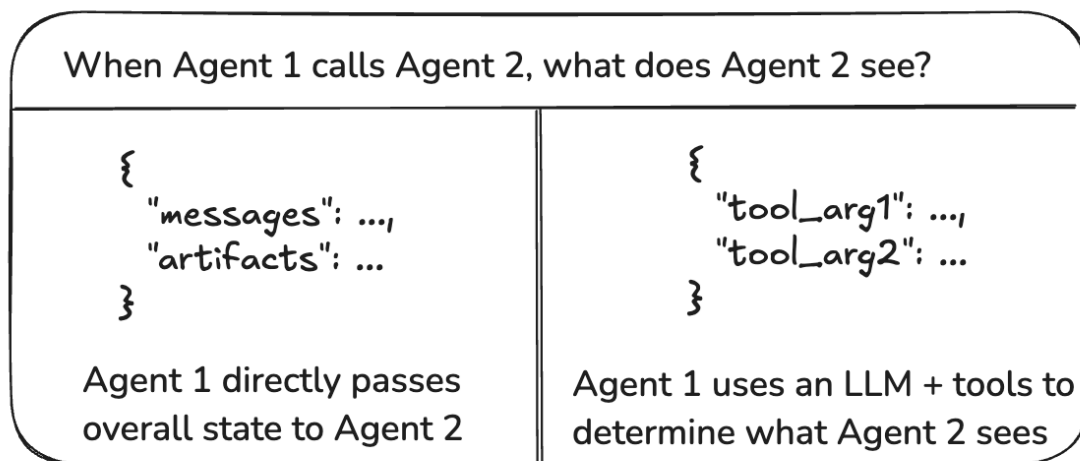 When Agent 1 calls Agent 2, what does Agent 2 see?
{
"messages": ...,
"artifacts": ...
}
Agent 1 directly passes
overall state to Agent 2
{
"tool_arg1": ...,
"tool_arg2": ...
}
Agent 1 uses an LLM + tools to
determine what Agent 2 sees